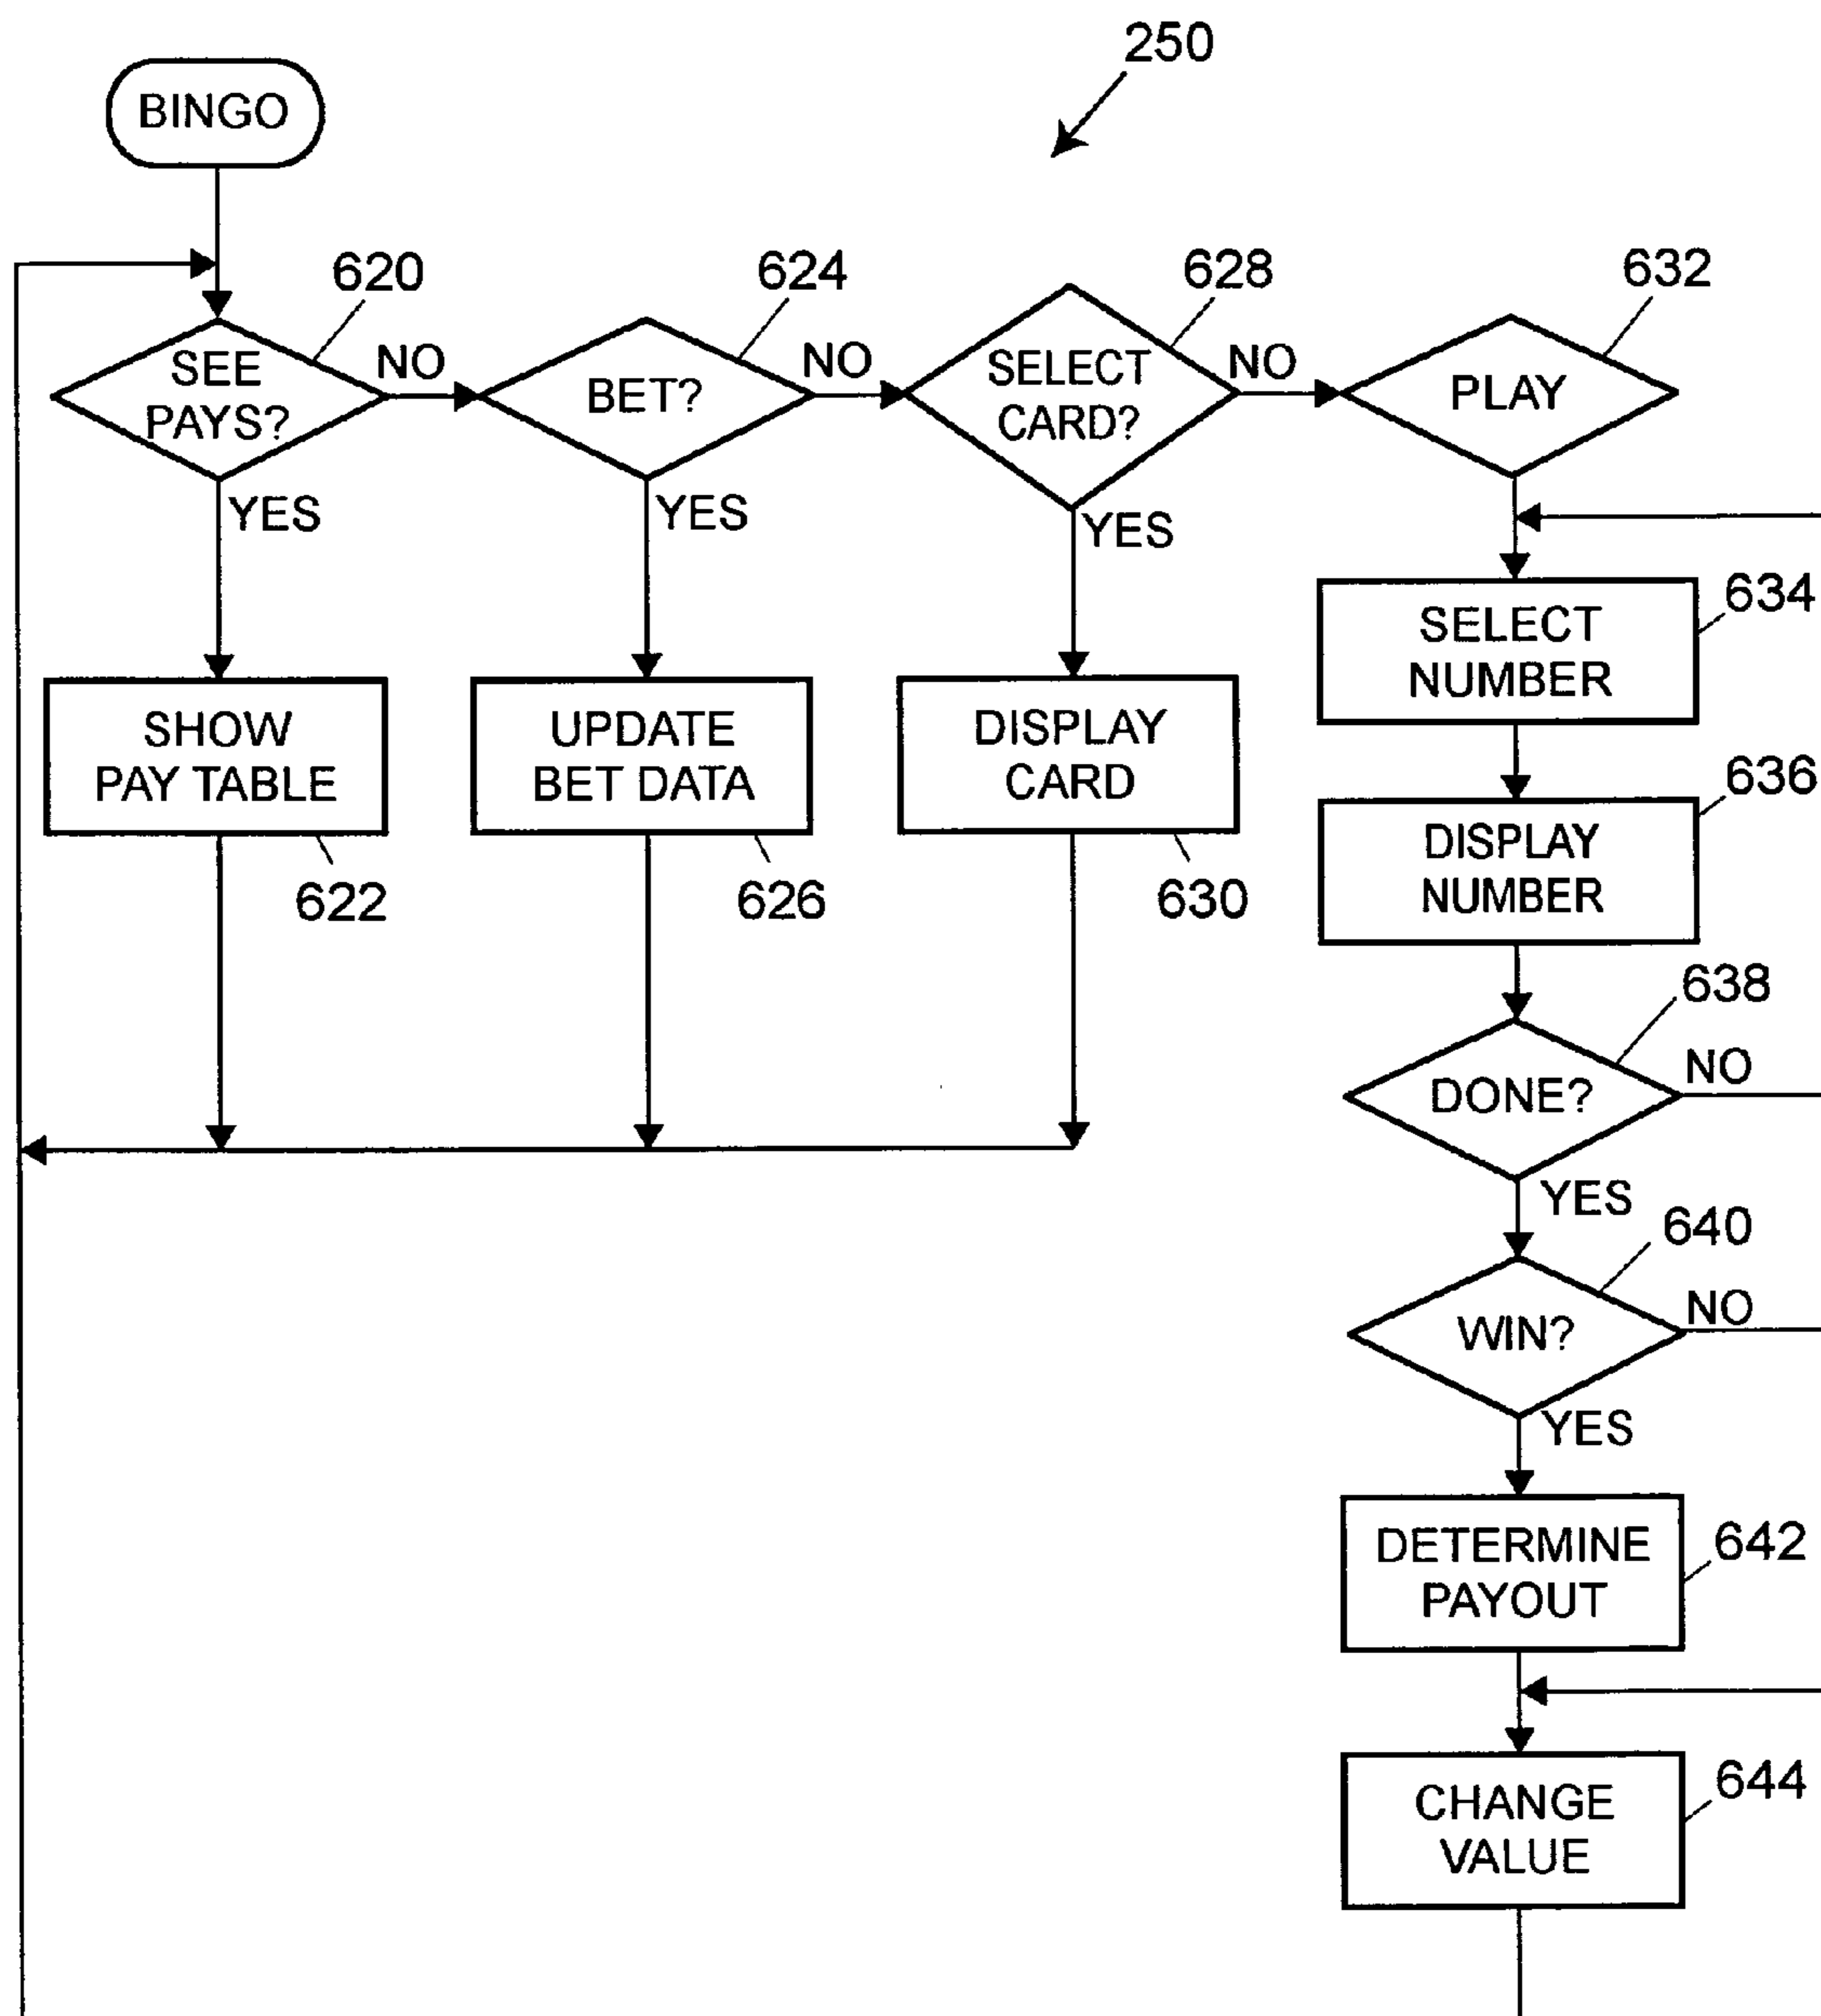 250
BINGO
620
624
628
632
SEE
PAYS?
NO
BET?
NO
SELECT
CARD?
NO
PLAY
YES
YES
YES
SELECT
NUMBER
634
SHOW
PAY TABLE
UPDATE
BET DATA
DISPLAY
CARD
622
626
630
DISPLAY
NUMBER
636
638
DONE?
NO
YES
640
WIN?
NO
YES
DETERMINE
PAYOUT
642
CHANGE
VALUE
644